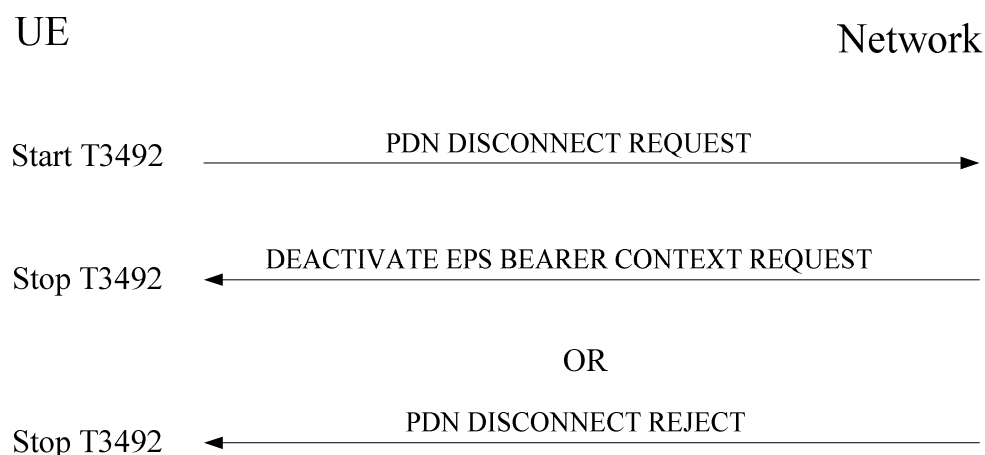 UE
Network
Start T3492
PDN DISCONNECT REQUEST
Stop T3492
DEACTIVATE EPS BEARER CONTEXT REQUEST
OR
Stop T3492
PDN DISCONNECT REJECT